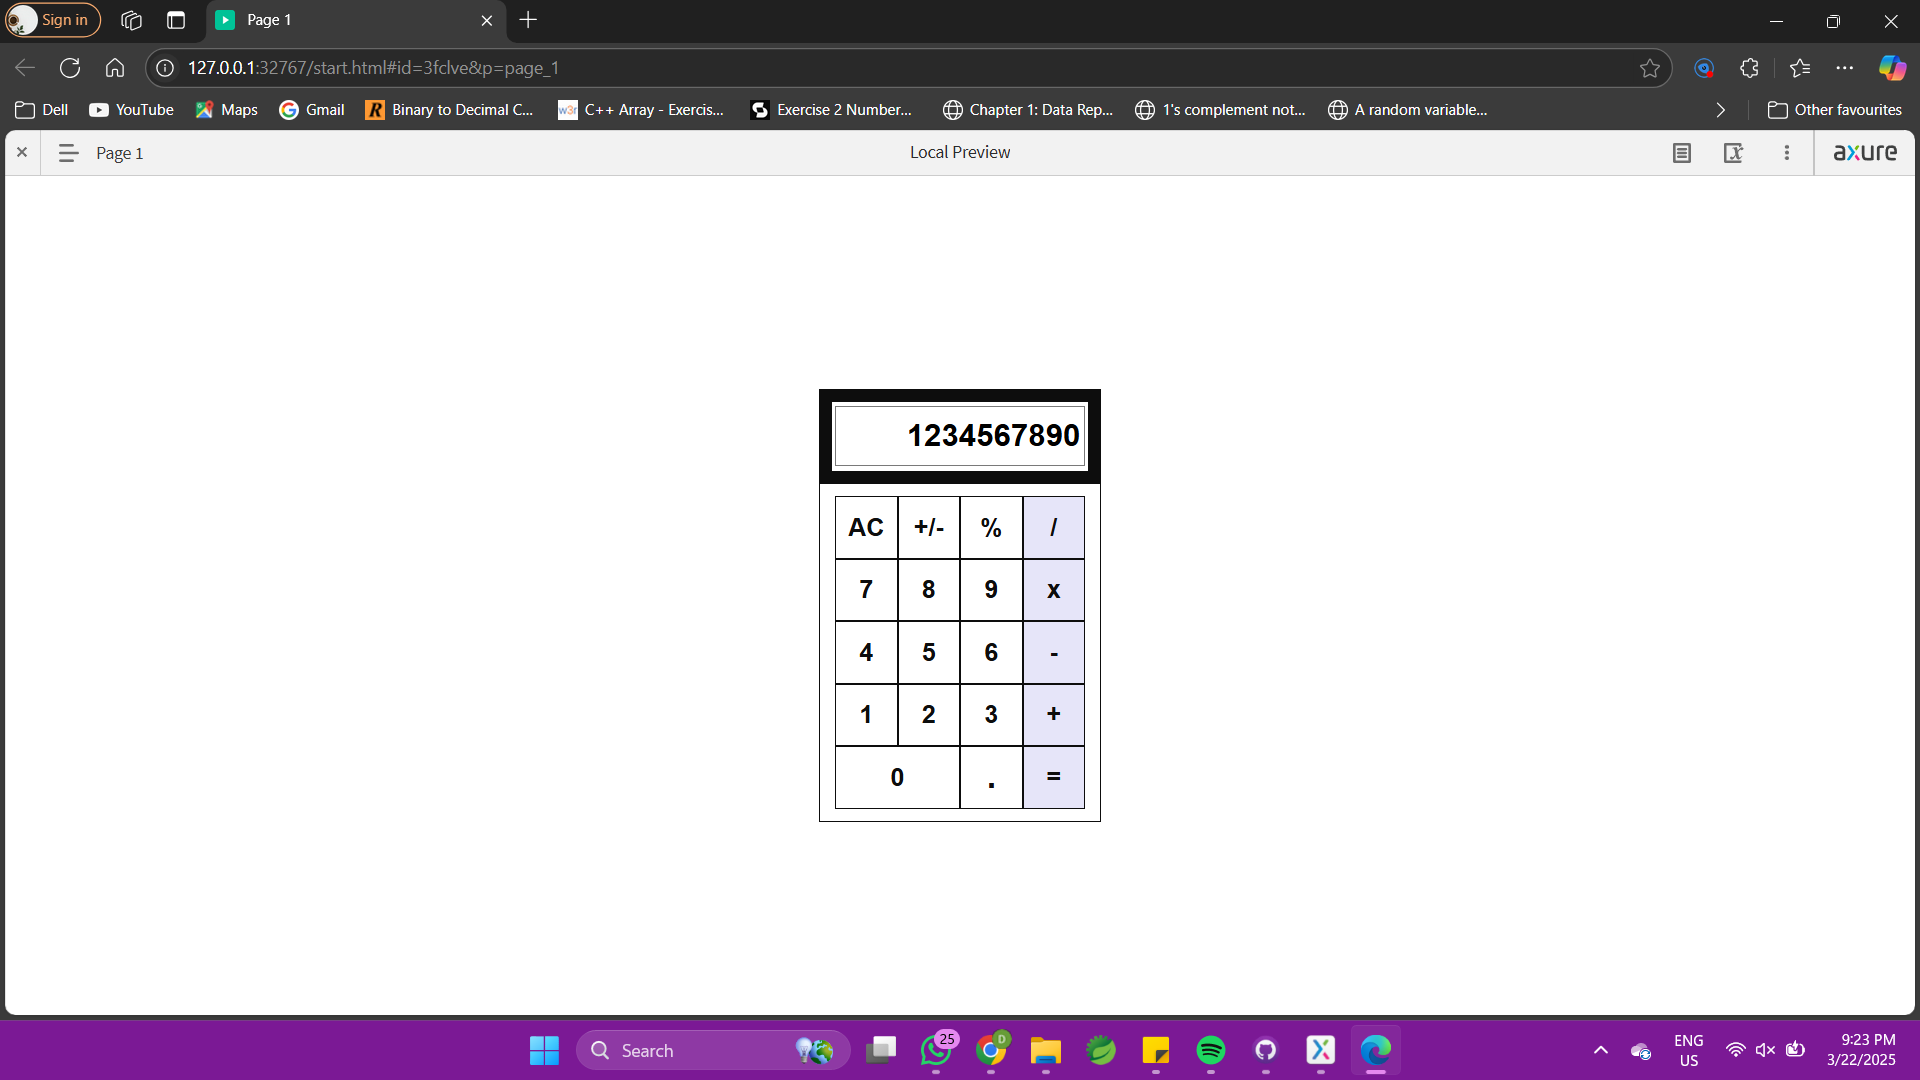 Sign in
Page 1
127.0.0.1:32767/start.html#id=3fclve&p=page_1
Dell
YouTube
Maps
Gmail
R
Binary to Decimal C...
w3r
C++ Array - Exercis...
Exercise 2 Number...
Chapter 1: Data Rep...
1's complement not...
A random variable...
Other favourites
Page 1
Local Preview
axure
1234567890
AC +/- % /
7 8 9 x
4 5 6 -
1 2 3 +
0 . =
Search
25
D
ENG
US
9:23 PM
3/22/2025